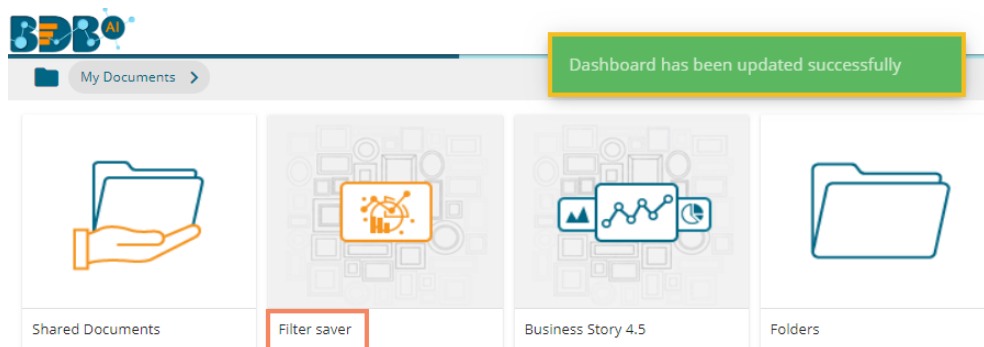 BDB AI
Dashboard has been updated successfully
My Documents
Shared Documents
Filter saver
Business Story 4.5
Folders